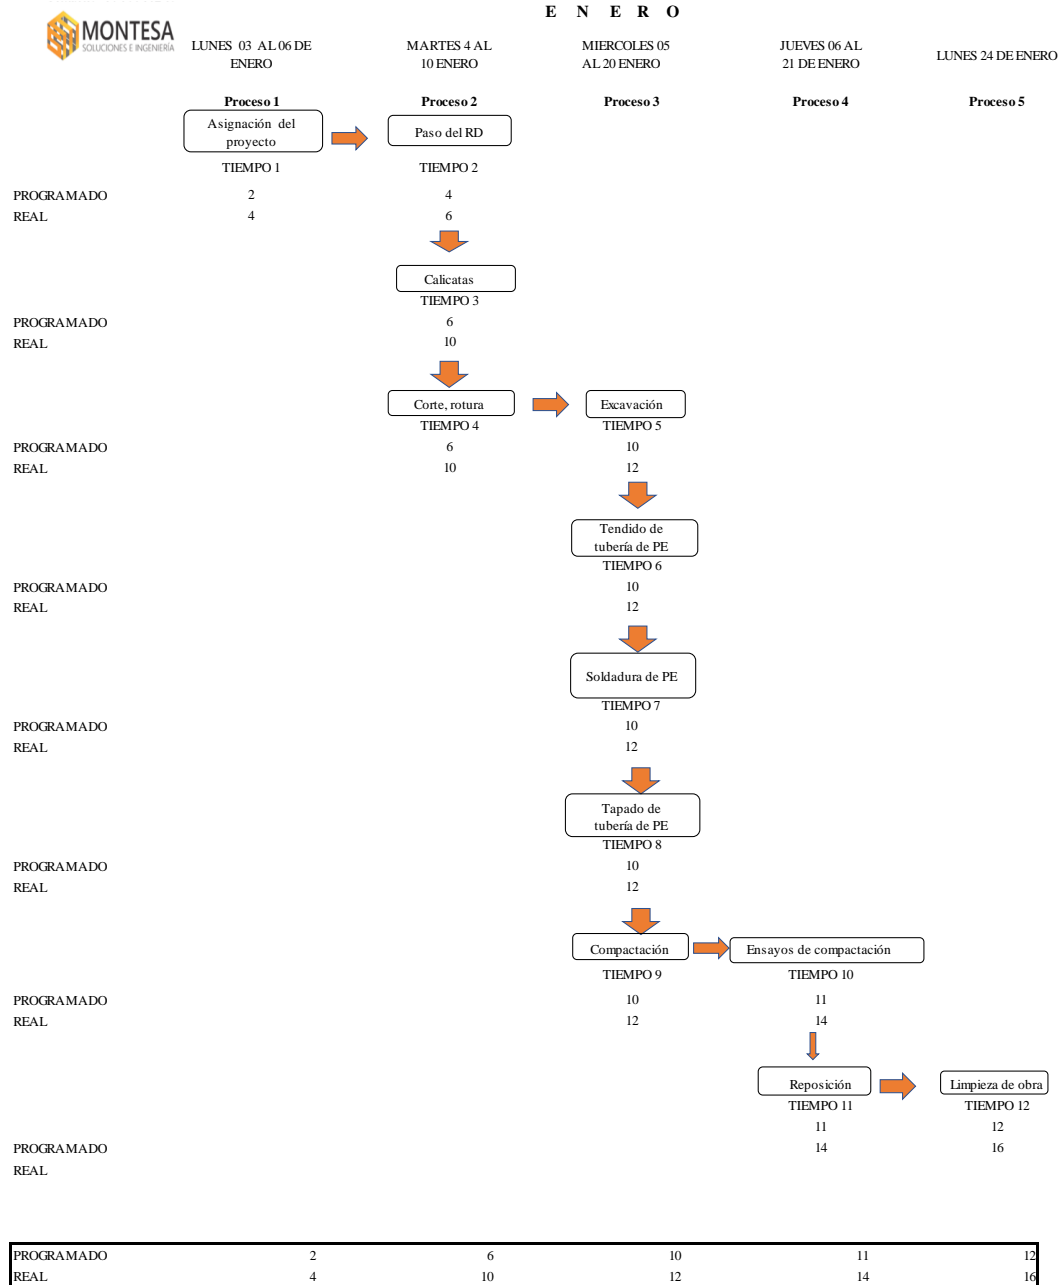 E N E R O
MONTESA
SOLUCIONES E INGENIERÍA
LUNES 03 AL 06 DE
ENERO
MARTES 4 AL
10 ENERO
MIERCOLES 05
AL 20 ENERO
JUEVES 06 AL
21 DE ENERO
LUNES 24 DE ENERO
Proceso 1 Proceso 2 Proceso 3 Proceso 4 Proceso 5
Asignación del
proyecto
Paso del RD
TIEMPO 1 TIEMPO 2
PROGRAMADO 2 4
REAL 4 6
Calicatas
TIEMPO 3
PROGRAMADO 6
REAL 10
Corte, rotura Excavación
TIEMPO 4 TIEMPO 5
PROGRAMADO 6 10
REAL 10 12
Tendido de
tubería de PE
TIEMPO 6
PROGRAMADO 10
REAL 12
Soldadura de PE
TIEMPO 7
PROGRAMADO 10
REAL 12
Tapado de
tubería de PE
TIEMPO 8
PROGRAMADO 10
REAL 12
Compactación Ensayos de compactación
TIEMPO 9 TIEMPO 10
PROGRAMADO 10 11
REAL 12 14
Reposición Limpieza de obra
TIEMPO 11 TIEMPO 12
11 12
PROGRAMADO 14 16
REAL
PROGRAMADO 2 6 10 11 12
REAL 4 10 12 14 16